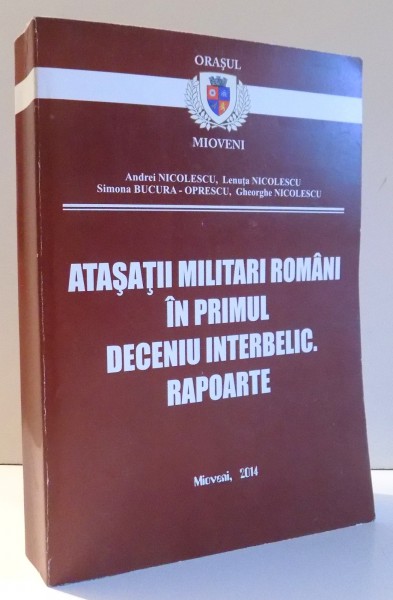 ORAŞUL
MIOVENI
Andrei NICOLESCU, Lenuţa NICOLESCU
Simona BUCURA - OPRESCU, Gheorghe NICOLESCU
ATAŞAŢII MILITARI ROMÂNI
ÎN PRIMUL
DECENIU INTERBELIC.
RAPOARTE
Mioveni, 2014